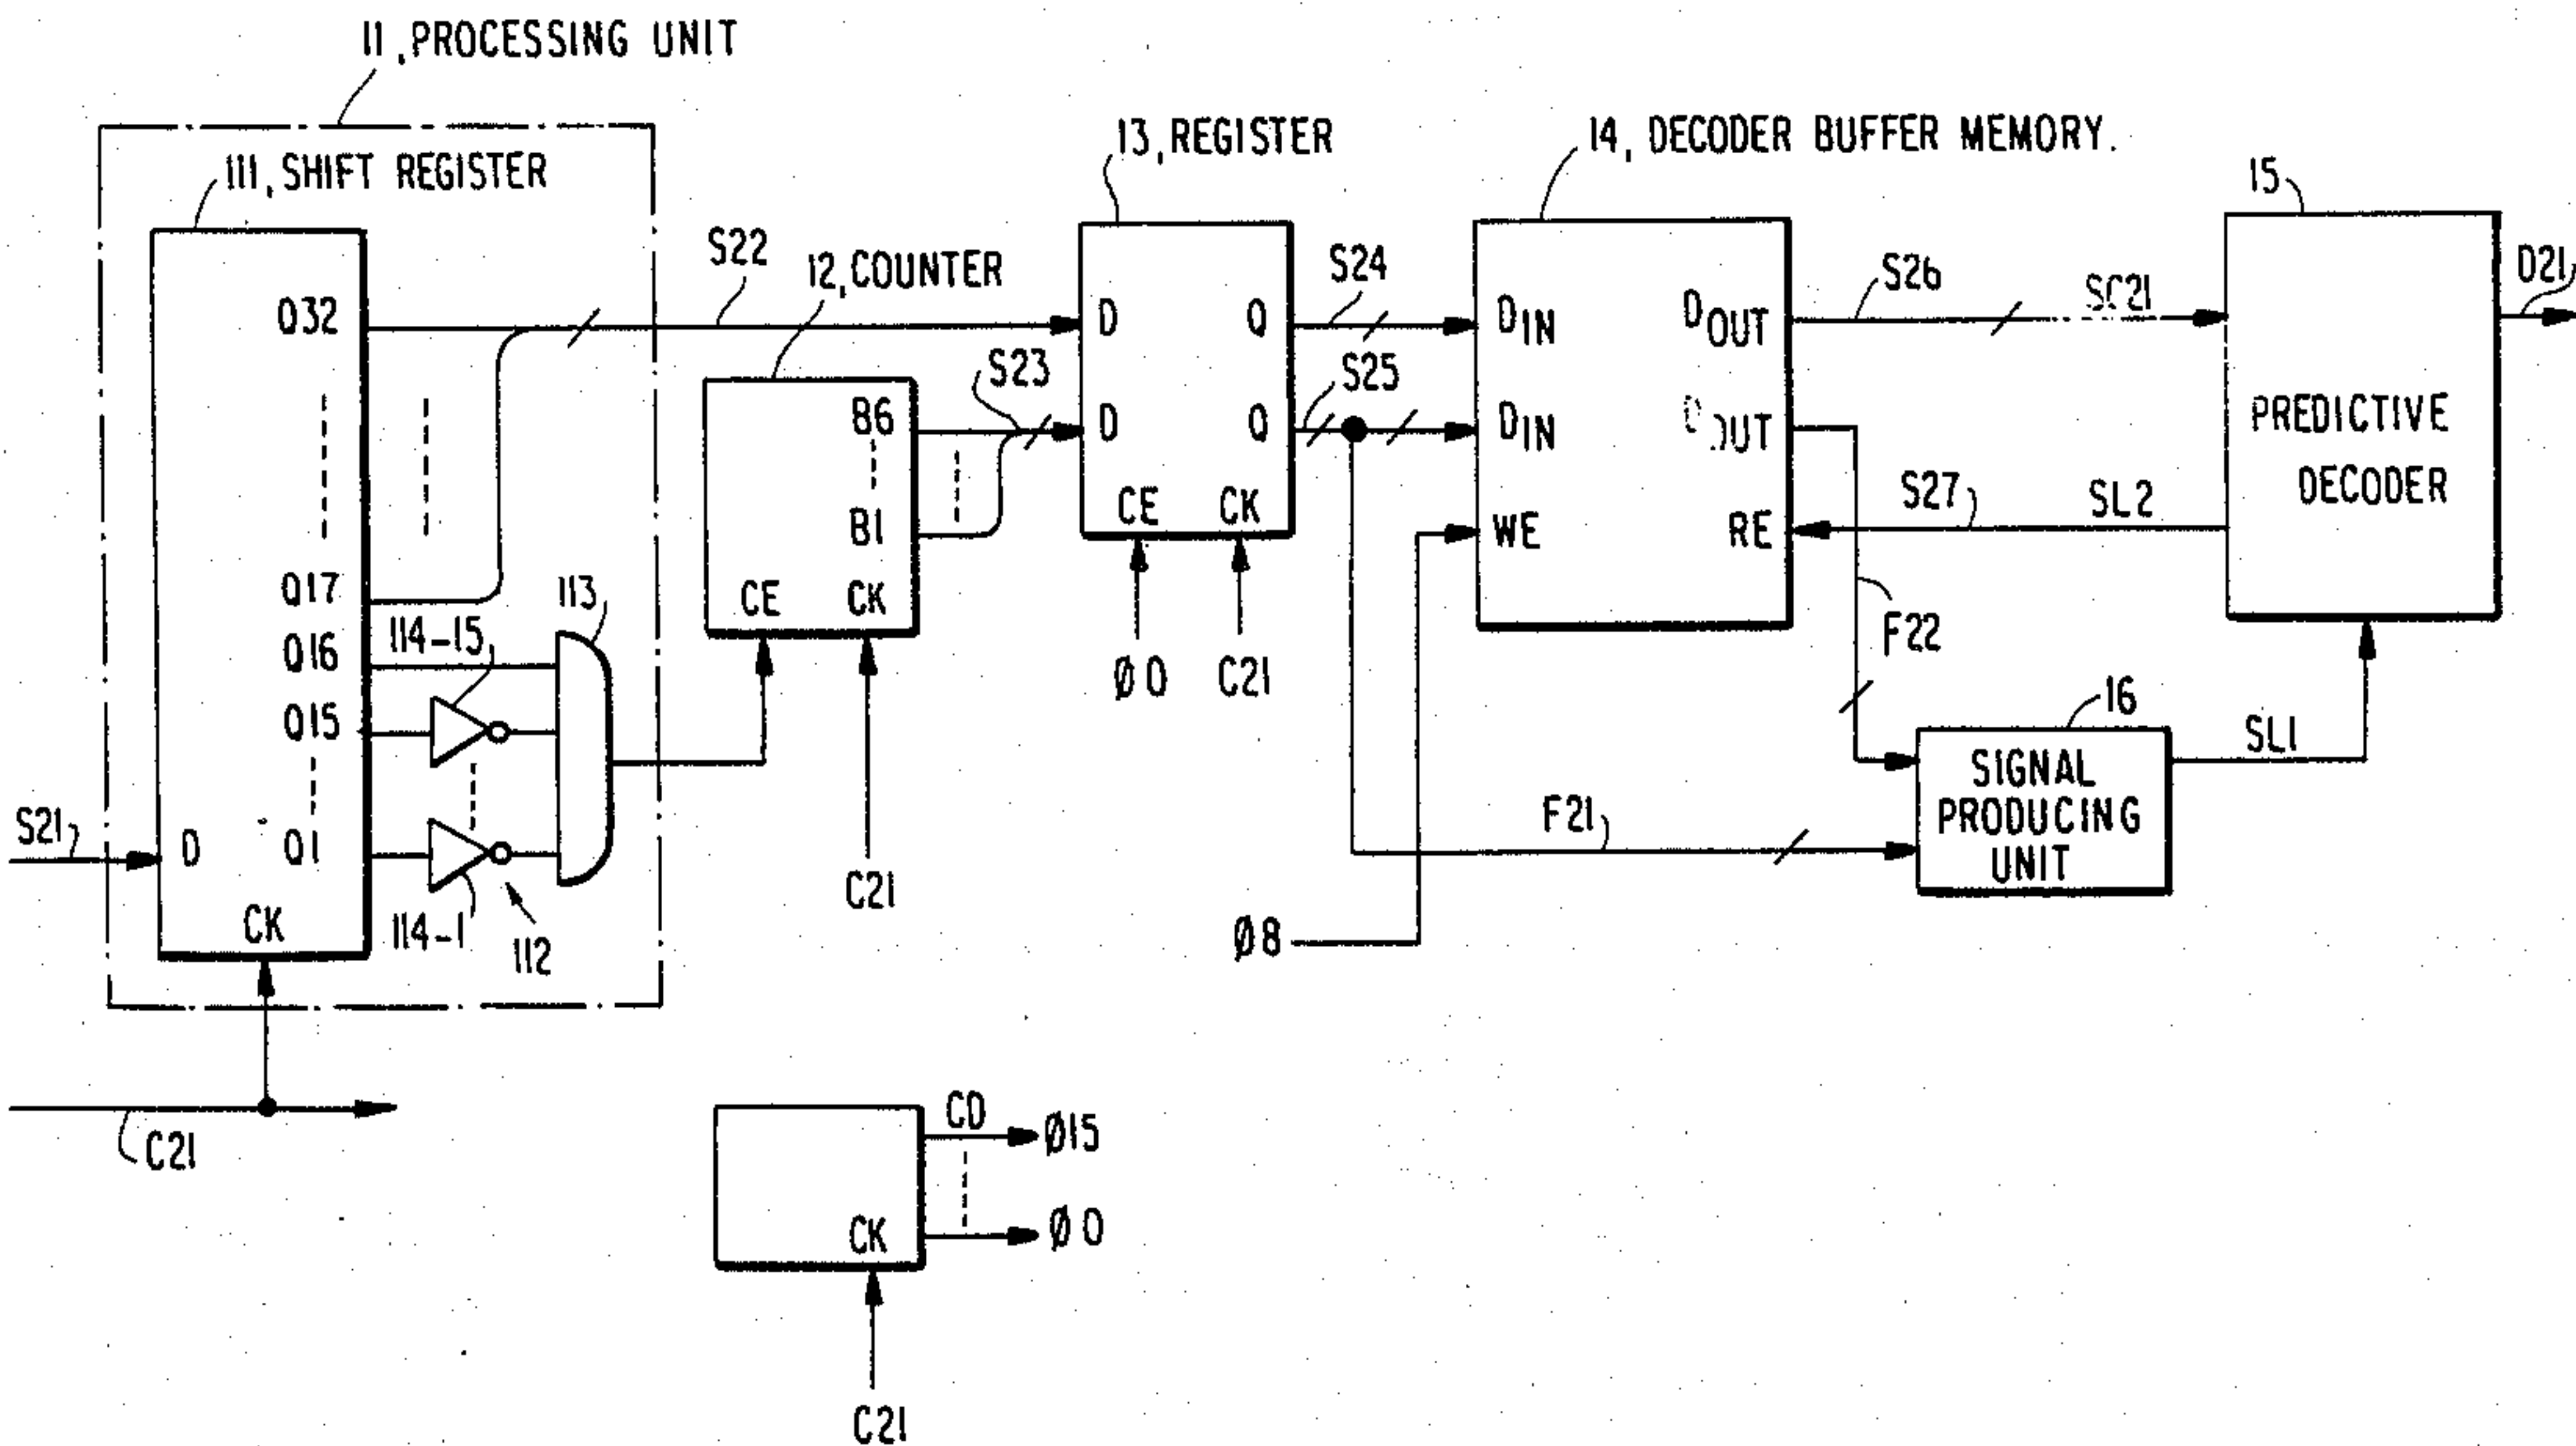 11, PROCESSING UNIT
111, SHIFT REGISTER
Q32
Q17
Q16
Q15
Q1
D
CK
S21
C21
114-15
114-1
112
113
S22
12, COUNTER
B6
B1
CE
CK
C21
S23
13, REGISTER
D
Q
D
Q
CE
CK
Ø0
C21
S24
S25
14, DECODER BUFFER MEMORY.
DIN
DOUT
DIN
DOUT
WE
RE
Ø8
S26
SC21
S27
SL2
F22
F21
15
PREDICTIVE
DECODER
D21
16
SIGNAL
PRODUCING
UNIT
SL1
CD
Ø15
Ø0
CK
C21